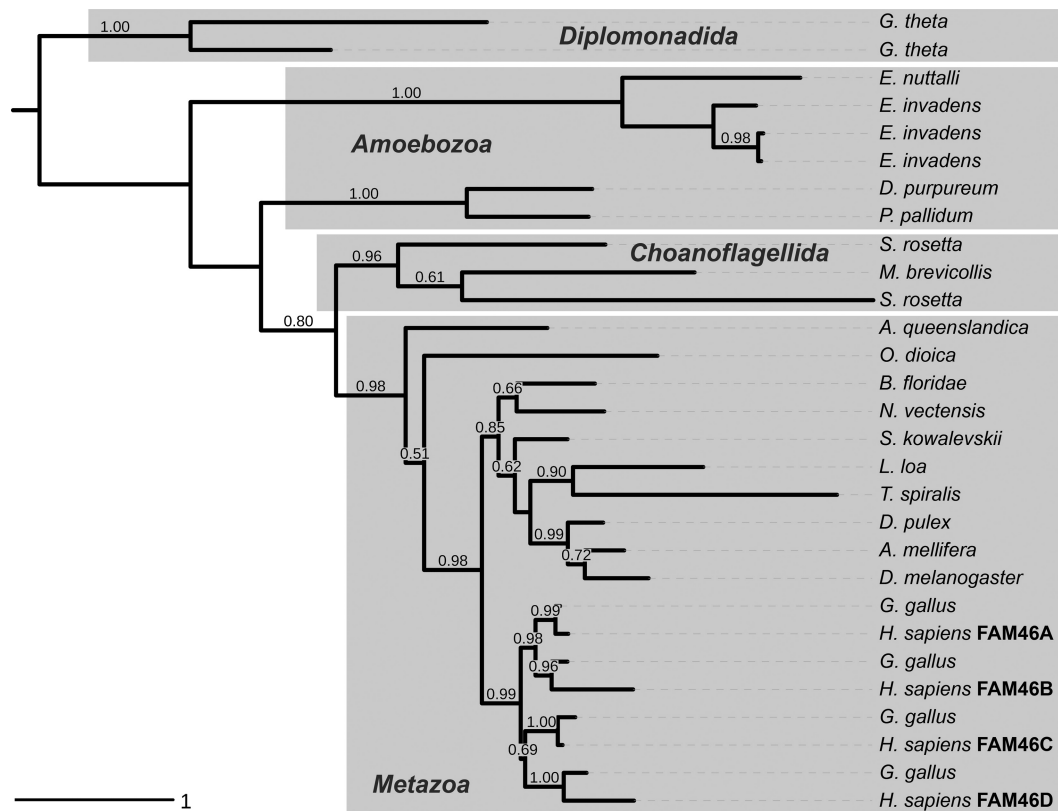 1.00
G. theta
Diplomonadida
G. theta
E. nuttalli
1.00
E. invadens
Amoebozoa
0.98
E. invadens
E. invadens
1.00
D. purpureum
P. pallidum
S. rosetta
Choanoflagellida
0.96
M. brevicollis
0.61
S. rosetta
0.80
A. queenslandica
O. dioica
0.98
B. floridae
0.66
N. vectensis
0.85
S. kowalevskii
0.51
0.62
L. loa
0.90
T. spiralis
D. pulex
0.99
A. mellifera
0.72
0.98
D. melanogaster
G. gallus
0.99
H. sapiens FAM46A
0.98
G. gallus
0.96
H. sapiens FAM46B
0.99
G. gallus
1.00
H. sapiens FAM46C
0.69
G. gallus
1.00
Metazoa
H. sapiens FAM46D
1